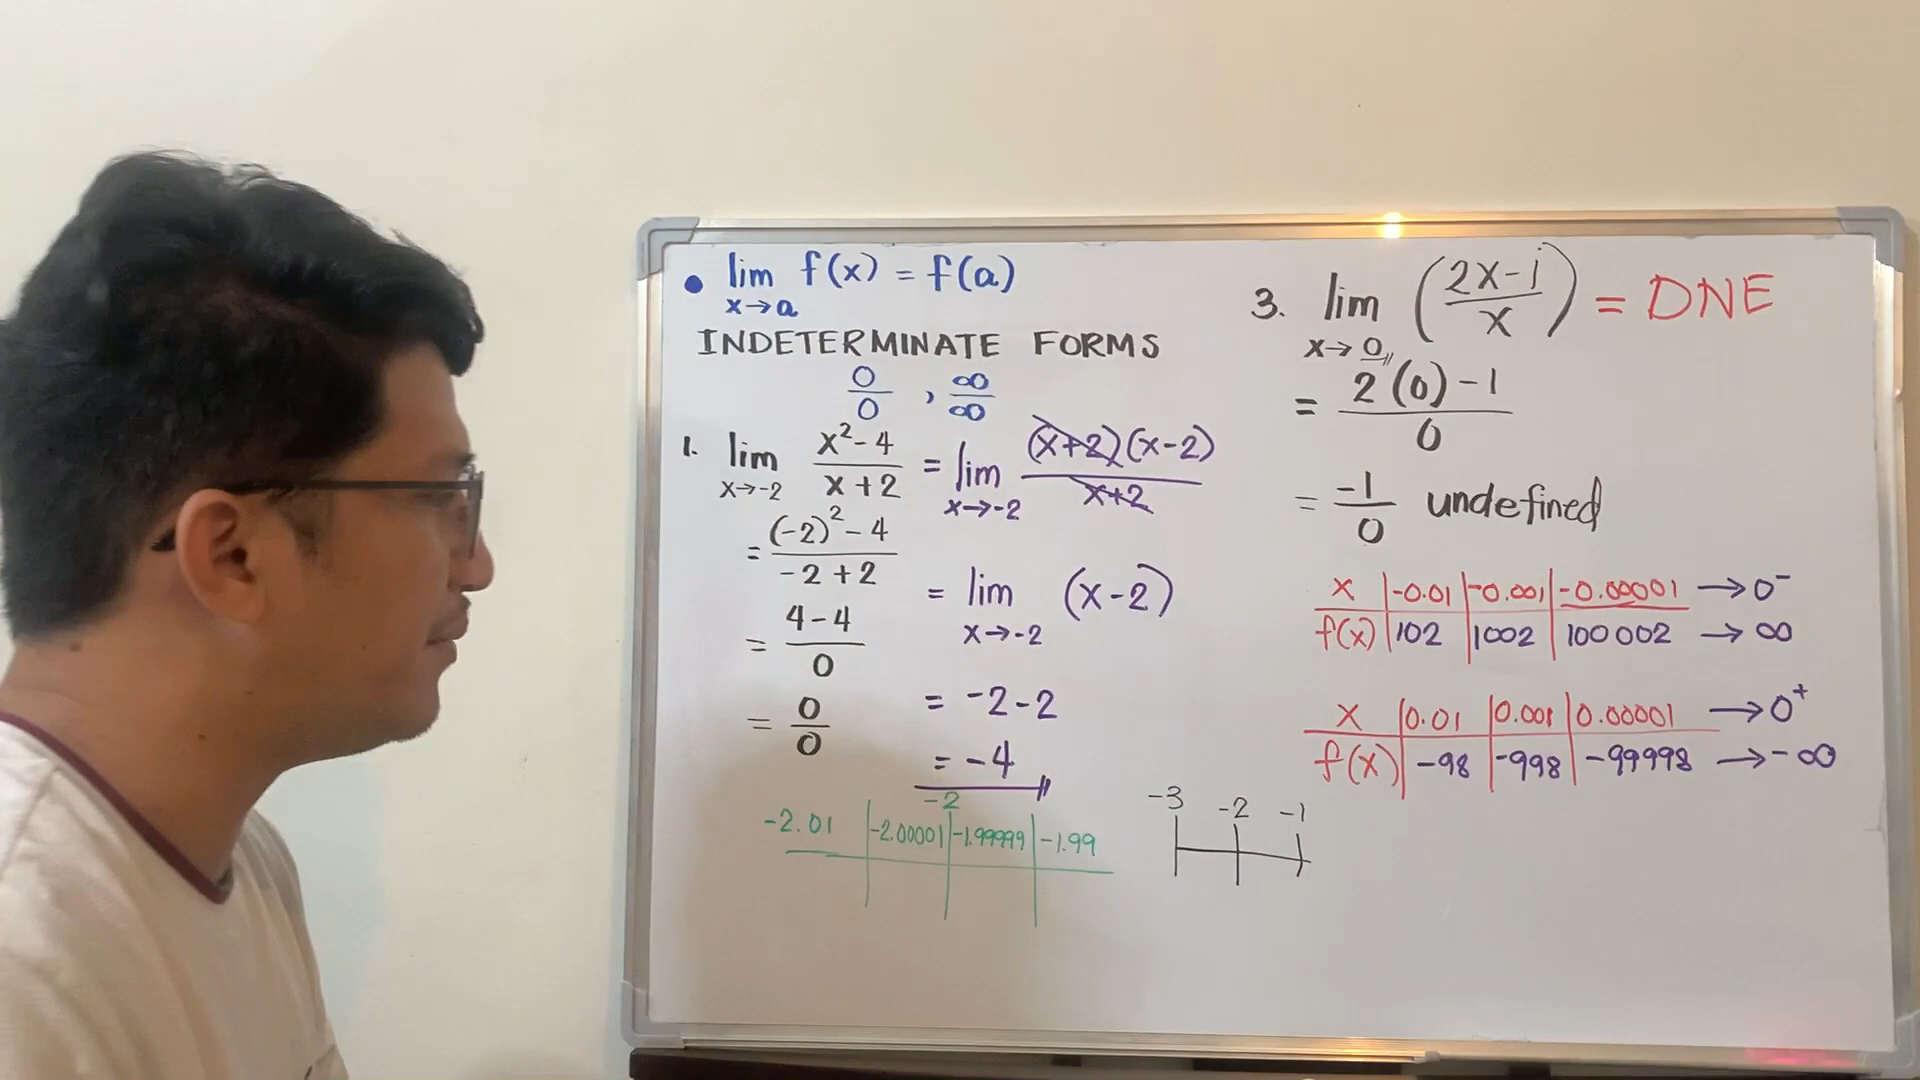 • lim f(x) = f(a)
x→a
INDETERMINATE FORMS
0/0 , ∞/∞
1. lim x²-4 / x+2 = lim (x+2)(x-2) / x+2
x→-2 x→-2
= (-2)²-4 / -2+2
= lim (x-2)
x→-2
= 4-4 / 0
= -2-2
= 0/0
= -4
-2
-2.01 | -2.00001 | -1.99999 | -1.99
-3 -2 -1
3. lim (2x-1 / x) = DNE
x→0
= 2(0)-1 / 0
= -1/0 undefined
x | -0.01 | -0.001 | -0.00001 → 0⁻
f(x) | 102 | 1002 | 100 002 → ∞
x | 0.01 | 0.001 | 0.00001 → 0⁺
f(x) | -98 | -998 | -99998 → -∞